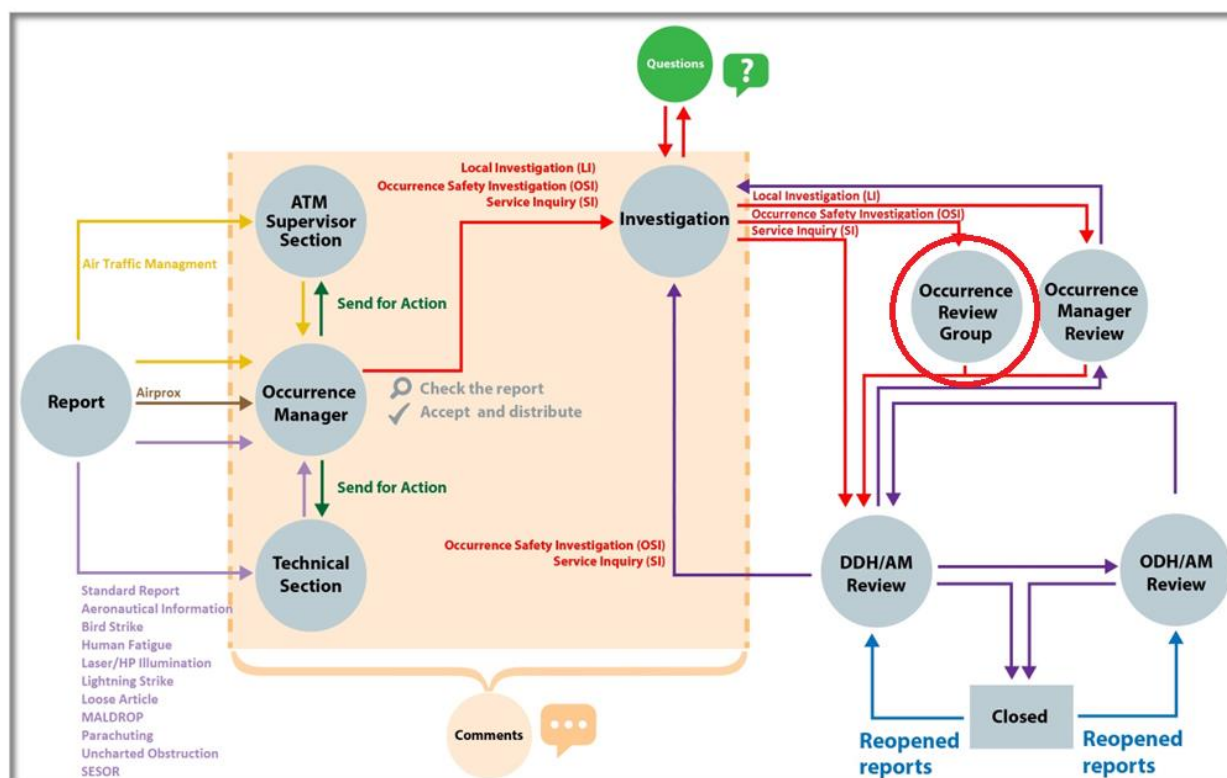 Questions
?
Local Investigation (LI)
Occurrence Safety Investigation (OSI)
Service Inquiry (SI)
ATM
Supervisor
Section
Investigation
Local Investigation (LI)
Occurrence Safety Investigation (OSI)
Service Inquiry (SI)
Air Traffic Managment
Send for Action
Occurrence
Review
Group
Occurrence
Manager
Review
Report
Airprox
Occurrence
Manager
Check the report
Accept and distribute
Send for Action
Technical
Section
Occurrence Safety Investigation (OSI)
Service Inquiry (SI)
DDH/AM
Review
ODH/AM
Review
Standard Report
Aeronautical Information
Bird Strike
Human Fatigue
Laser/HP Illumination
Lightning Strike
Loose Article
MALDROP
Parachuting
Uncharted Obstruction
SESOR
Comments
Closed
Reopened
reports
Reopened
reports